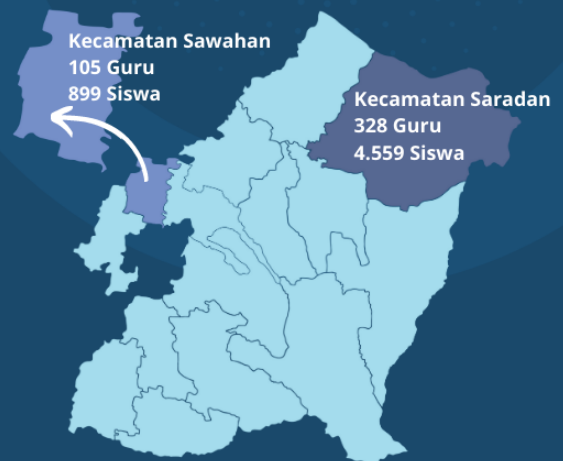 Kecamatan Sawahan
105 Guru
899 Siswa
Kecamatan Saradan
328 Guru
4.559 Siswa